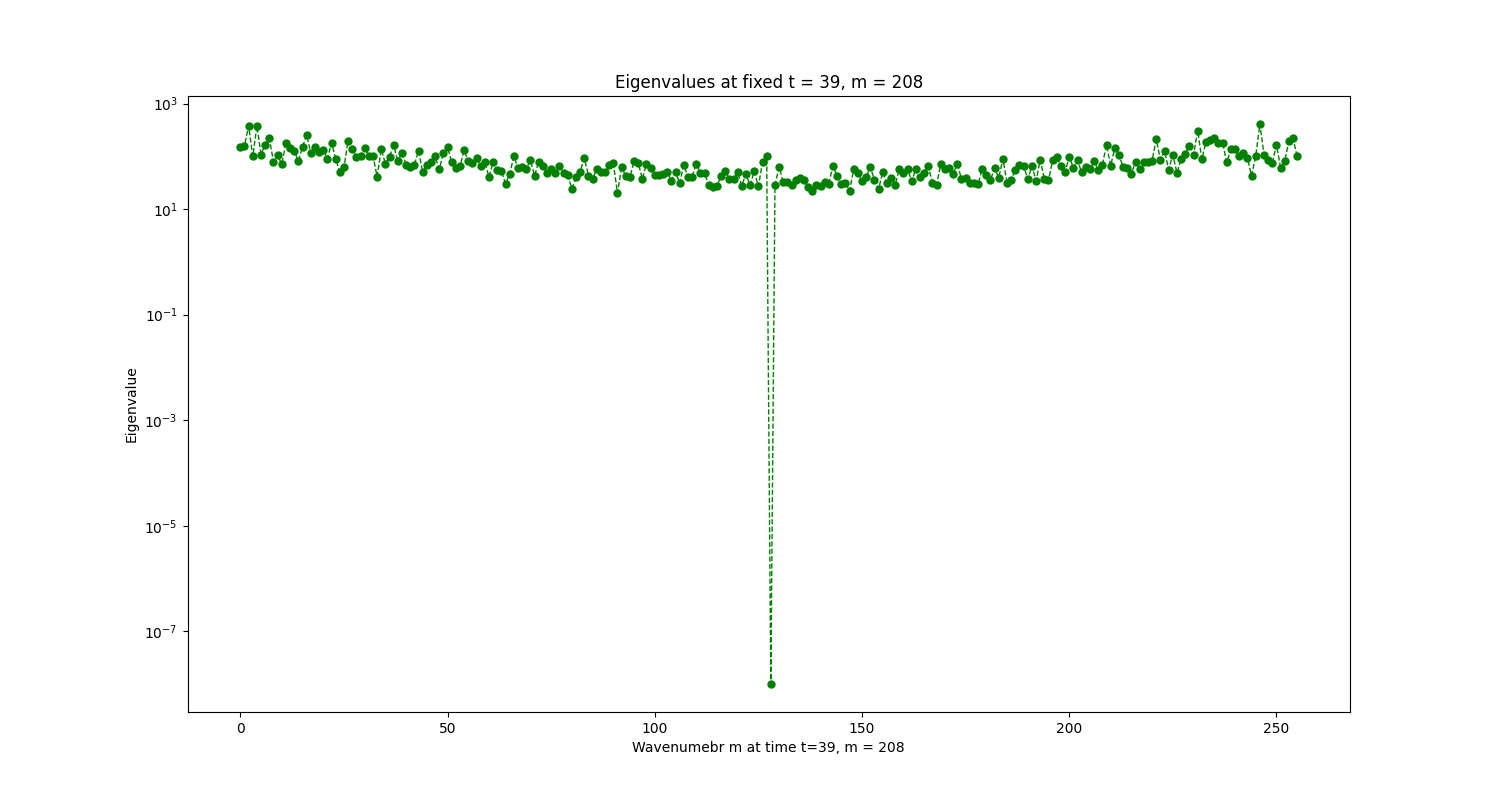 Eigenvalues at fixed t = 39, m = 208
10^3
10^1
10^−1
10^−3
10^−5
10^−7
Eigenvalue
0 50 100 150 200 250
Wavenumebr m at time t=39, m = 208